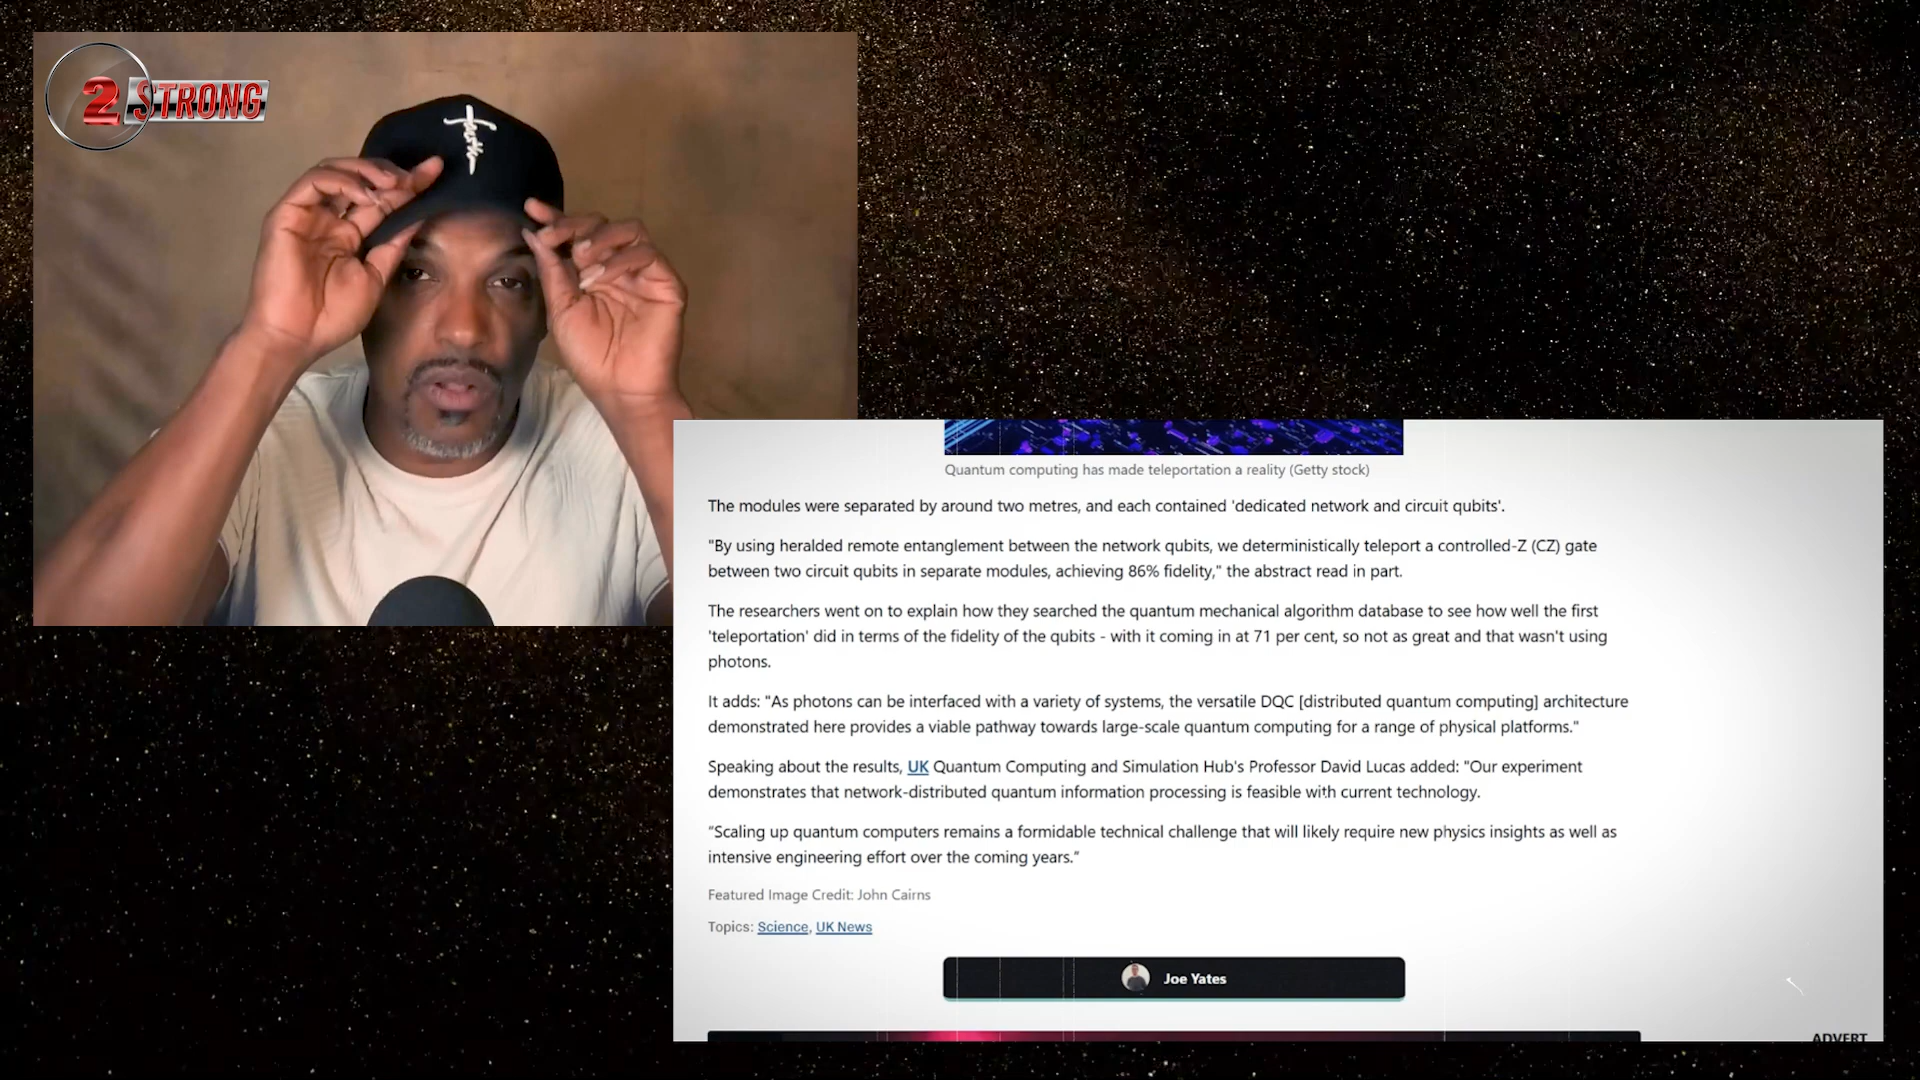 2 STRONG
faith
Quantum computing has made teleportation a reality (Getty stock)
The modules were separated by around two metres, and each contained 'dedicated network and circuit qubits'.
"By using heralded remote entanglement between the network qubits, we deterministically teleport a controlled-Z (CZ) gate
between two circuit qubits in separate modules, achieving 86% fidelity," the abstract read in part.
The researchers went on to explain how they searched the quantum mechanical algorithm database to see how well the first
'teleportation' did in terms of the fidelity of the qubits - with it coming in at 71 per cent, so not as great and that wasn't using
photons.
It adds: "As photons can be interfaced with a variety of systems, the versatile DQC [distributed quantum computing] architecture
demonstrated here provides a viable pathway towards large-scale quantum computing for a range of physical platforms."
Speaking about the results, UK Quantum Computing and Simulation Hub's Professor David Lucas added: "Our experiment
demonstrates that network-distributed quantum information processing is feasible with current technology.
"Scaling up quantum computers remains a formidable technical challenge that will likely require new physics insights as well as
intensive engineering effort over the coming years."
Featured Image Credit: John Cairns
Topics: Science, UK News
Joe Yates
ADVERT